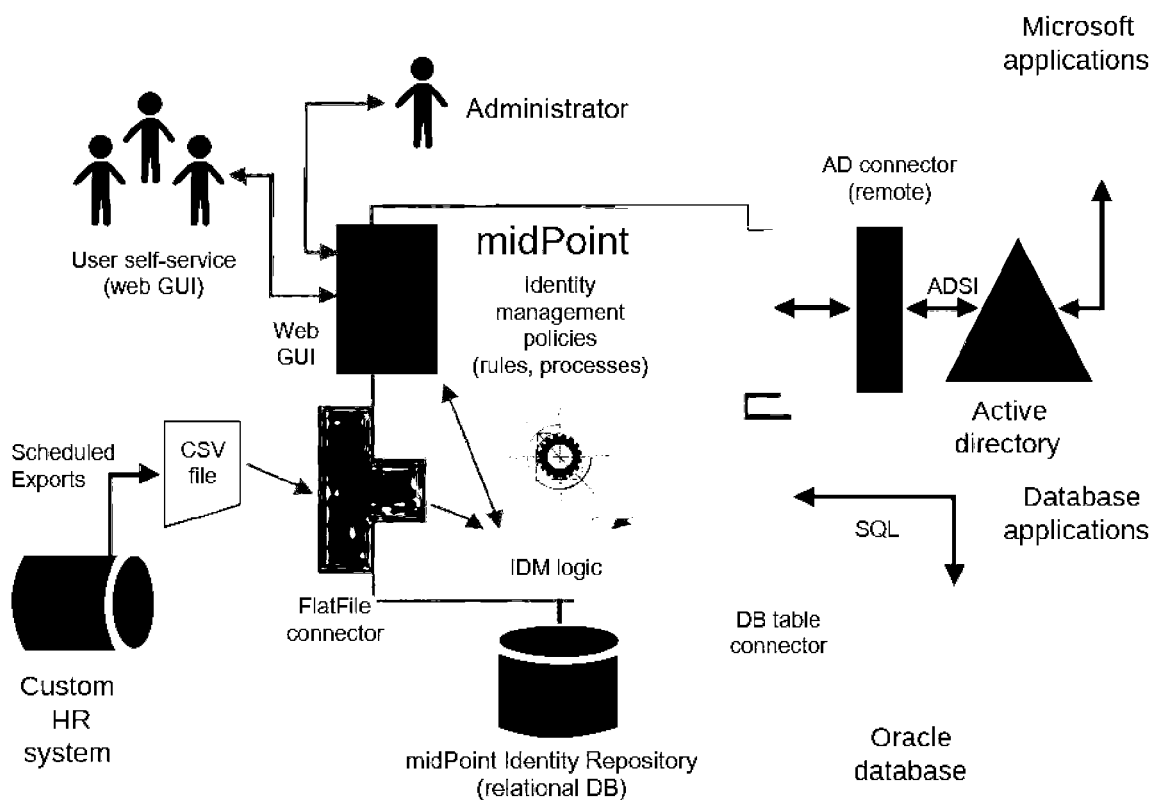 Microsoft
applications
Administrator
AD connector
(remote)
User self-service
(web GUI)
midPoint
Identity
management
policies
(rules, processes)
Web
GUI
ADSI
Active
directory
Scheduled
Exports
CSV
file
Database
applications
SQL
IDM logic
FlatFile
connector
DB table
connector
Custom
HR
system
midPoint Identity Repository
(relational DB)
Oracle
database